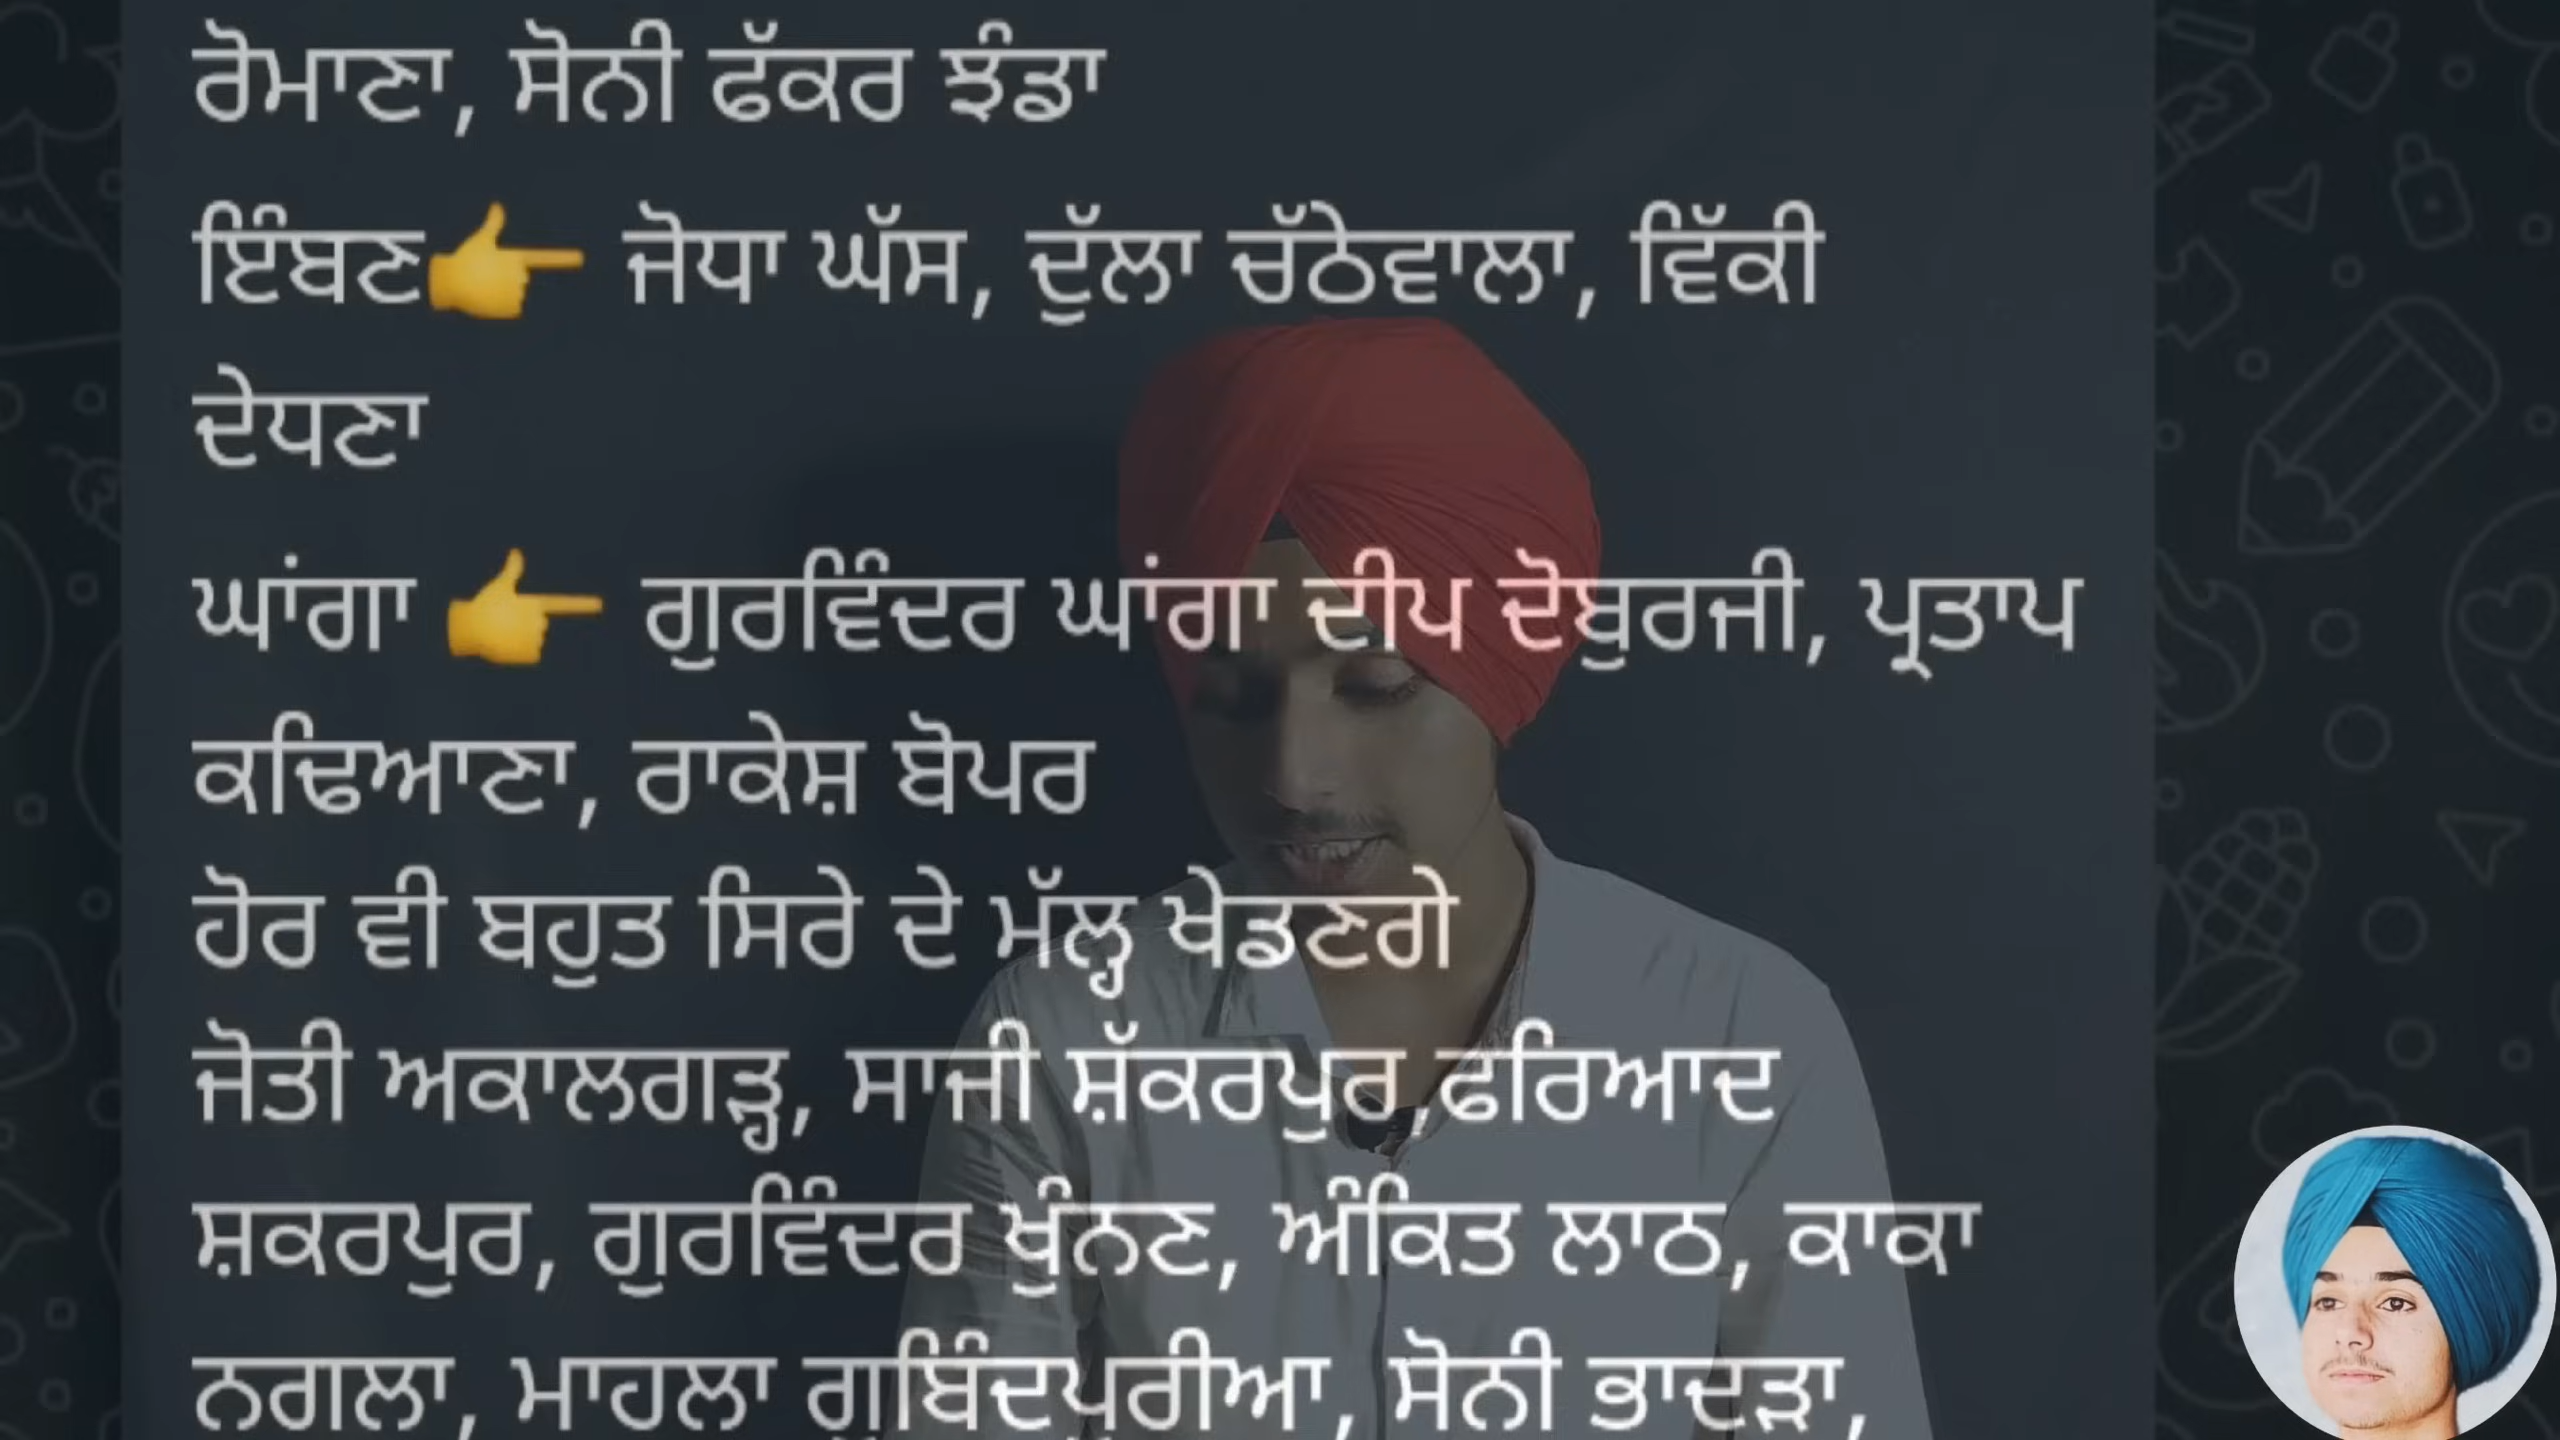 ਰੋਮਾਣਾ, ਸੋਨੀ ਫੱਕਰ ਝੰਡਾ
ਇੰਬਣ👉 ਜੋਧਾ ਘੱਸ, ਦੁੱਲਾ ਚੱਠੇਵਾਲਾ, ਵਿੱਕੀ
ਦੇਧਣਾ
ਘਾਂਗਾ 👉 ਗੁਰਵਿੰਦਰ ਘਾਂਗਾ ਦੀਪ ਦੋਬੁਰਜੀ, ਪ੍ਰਤਾਪ
ਕਢਿਆਣਾ, ਰਾਕੇਸ਼ ਬੋਪਰ
ਹੋਰ ਵੀ ਬਹੁਤ ਸਿਰੇ ਦੇ ਮੱਲ੍ਹ ਖੇਡਣਗੇ
ਜੋਤੀ ਅਕਾਲਗੜ੍ਹ, ਸਾਜੀ ਸ਼ੱਕਰਪੁਰ,ਫਰਿਆਦ
ਸ਼ਕਰਪੁਰ, ਗੁਰਵਿੰਦਰ ਖੁੰਨਣ, ਅੰਕਿਤ ਲਾਠ, ਕਾਕਾ
ਨਗਲਾ, ਮਾਹਲਾ ਗੁਬਿੰਦਪੁਰੀਆ, ਸੋਨੀ ਭਾਦੜਾ,